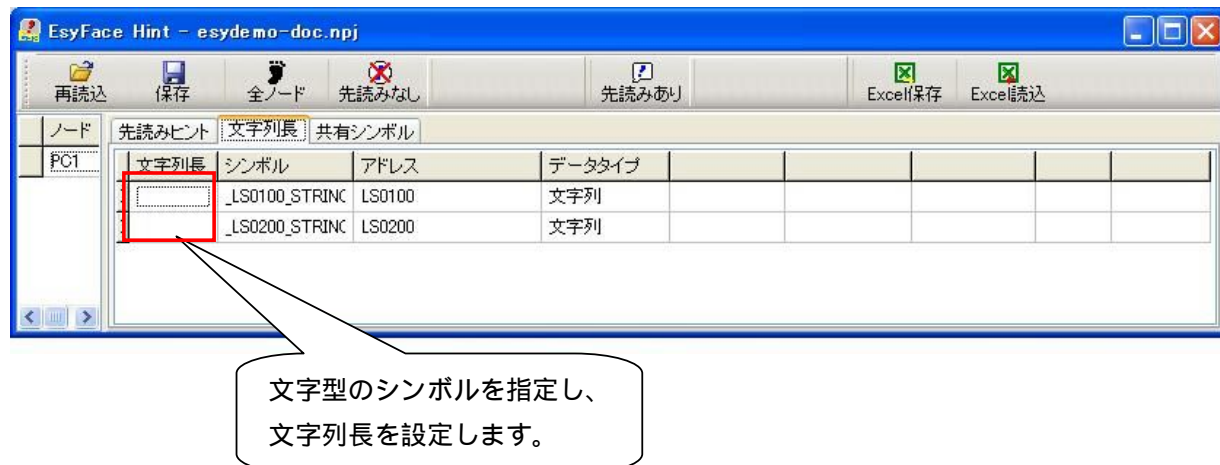 EsyFace Hint - esydemo-doc.npj
再読込 保存 全ノード 先読みなし 先読みあり Excel保存 Excel読込
ノード 先読みヒント 文字列長 共有シンボル
PC1 文字列長 シンボル アドレス データタイプ
_LS0100_STRING LS0100 文字列
_LS0200_STRING LS0200 文字列
文字型のシンボルを指定し、
文字列長を設定します。